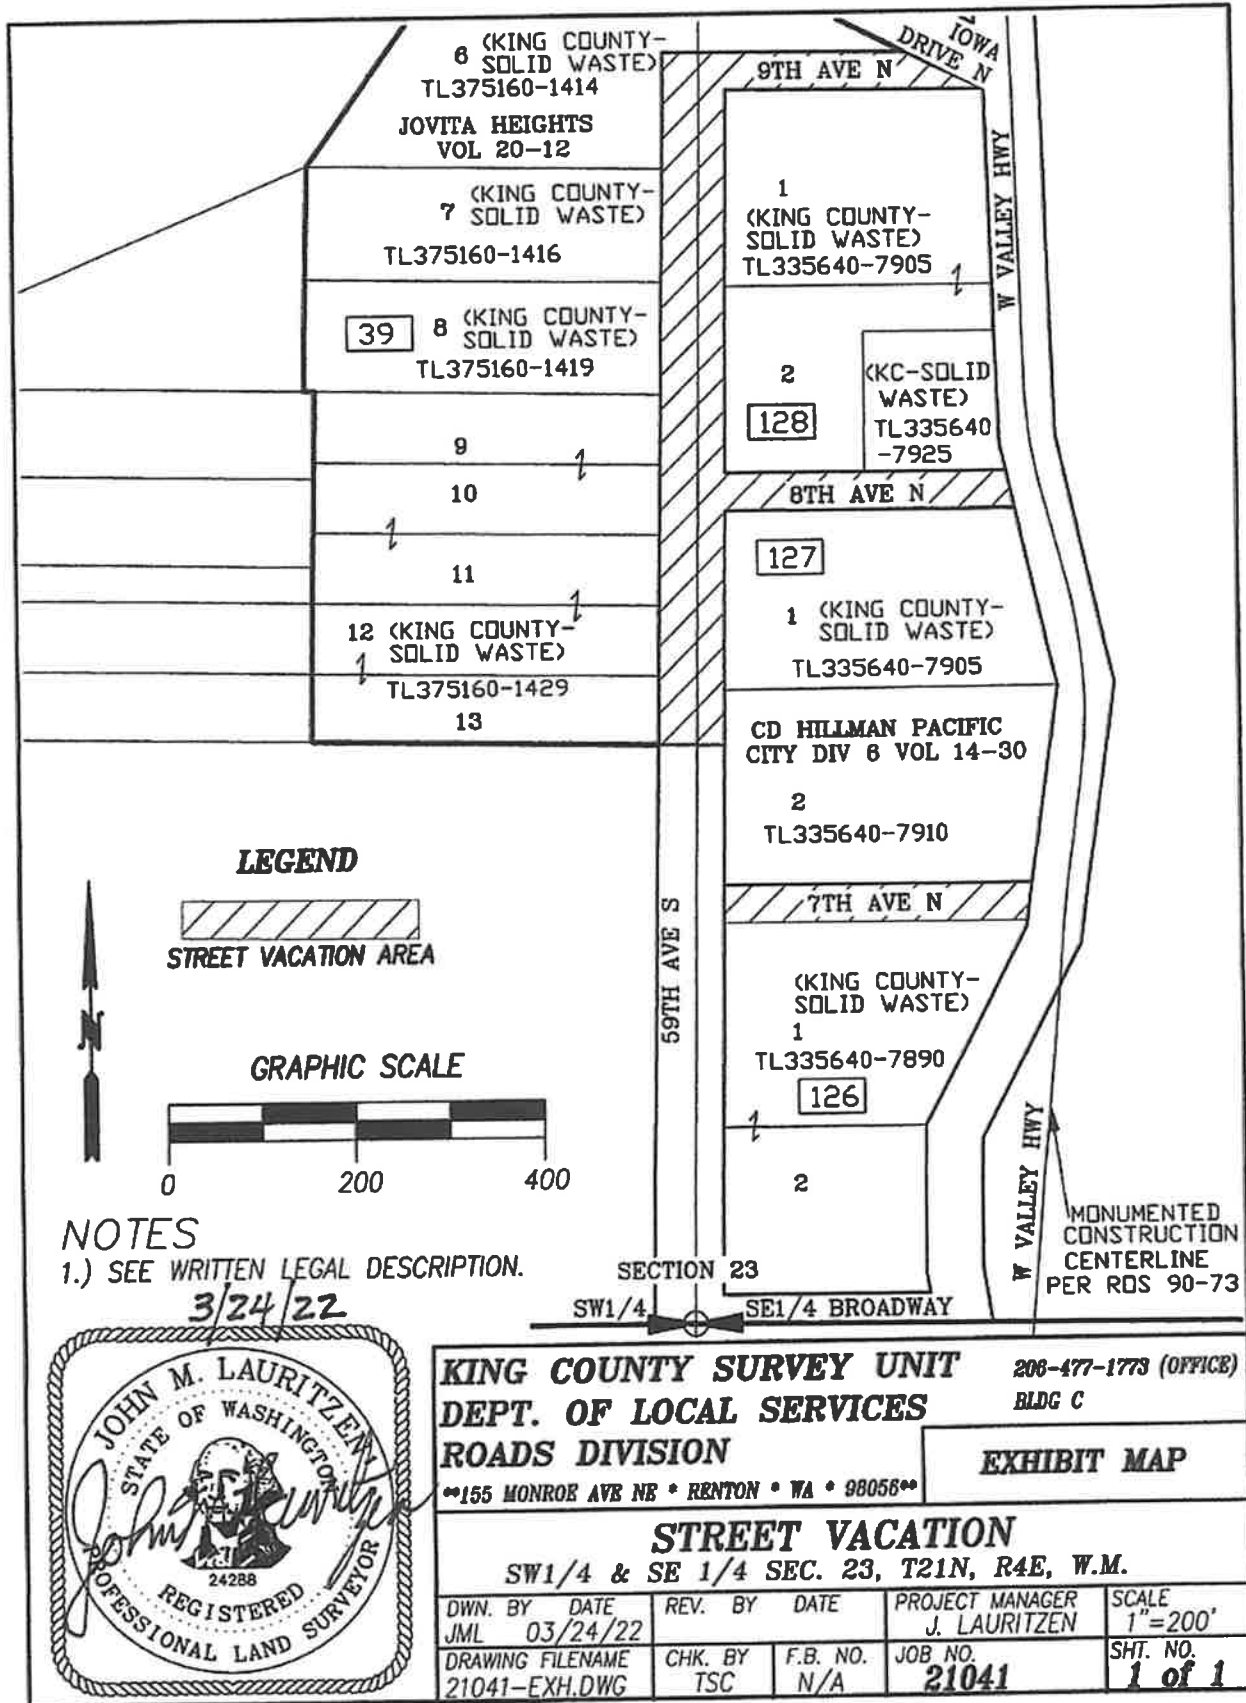 6 (KING COUNTY-
SOLID WASTE)
TL375160-1414
JOVITA HEIGHTS
VOL 20-12
7 (KING COUNTY-
SOLID WASTE)
TL375160-1416
39
8 (KING COUNTY-
SOLID WASTE)
TL375160-1419
9
10
11
12 (KING COUNTY-
SOLID WASTE)
TL375160-1429
13
IOWA
DRIVE N
9TH AVE N
W VALLEY HWY
1
(KING COUNTY-
SOLID WASTE)
TL335640-7905
2
128
(KC-SOLID
WASTE)
TL335640
-7925
8TH AVE N
127
1 (KING COUNTY-
SOLID WASTE)
TL335640-7905
CD HILLMAN PACIFIC
CITY DIV 6 VOL 14-30
2
TL335640-7910
7TH AVE N
59TH AVE S
(KING COUNTY-
SOLID WASTE)
1
TL335640-7890
126
2
W VALLEY HWY
MONUMENTED
CONSTRUCTION
CENTERLINE
PER ROS 90-73
LEGEND
STREET VACATION AREA
N
GRAPHIC SCALE
0 200 400
NOTES
1.) SEE WRITTEN LEGAL DESCRIPTION.
SECTION 23
SW1/4 SE1/4 BROADWAY
3/24/22
JOHN M. LAURITZEN
STATE OF WASHINGTON
24288
REGISTERED
PROFESSIONAL LAND SURVEYOR
KING COUNTY SURVEY UNIT
DEPT. OF LOCAL SERVICES
ROADS DIVISION
206-477-1773 (OFFICE)
BLDG C
**155 MONROE AVE NE * RENTON * WA * 98056**
EXHIBIT MAP
STREET VACATION
SW1/4 & SE 1/4 SEC. 23, T21N, R4E, W.M.
DWN. BY DATE
JML 03/24/22
REV. BY DATE
PROJECT MANAGER
J. LAURITZEN
SCALE
1"=200'
DRAWING FILENAME
21041-EXH.DWG
CHK. BY
TSC
F.B. NO.
N/A
JOB NO.
21041
SHT. NO.
1 of 1